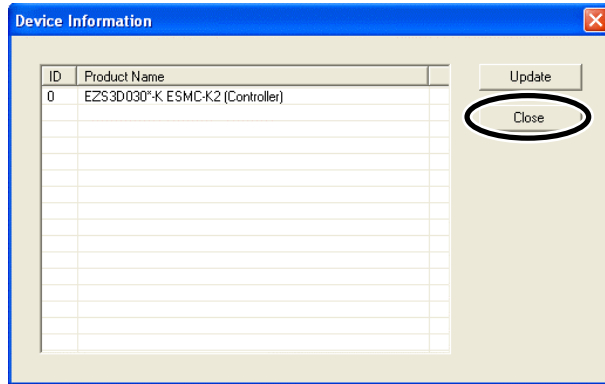 Device Information
ID Product Name
0 EZS3D030*-K ESMC-K2 (Controller)
Update
Close